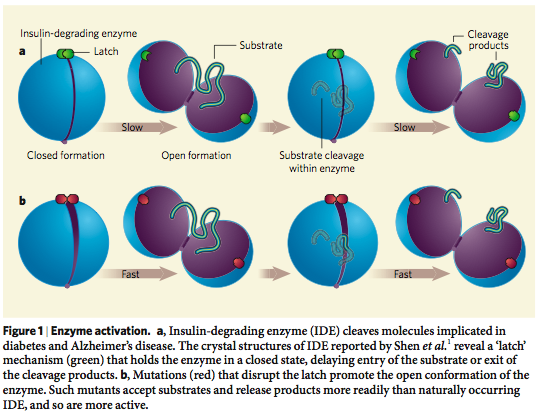 Insulin-degrading enzyme
Latch
Substrate
Cleavage
products
a
Slow
Slow
Closed formation
Open formation
Substrate cleavage
within enzyme
b
Fast
Fast
Figure 1 | Enzyme activation. a, Insulin-degrading enzyme (IDE) cleaves molecules implicated in
diabetes and Alzheimer's disease. The crystal structures of IDE reported by Shen et al.¹ reveal a 'latch'
mechanism (green) that holds the enzyme in a closed state, delaying entry of the substrate or exit of
the cleavage products. b, Mutations (red) that disrupt the latch promote the open conformation of the
enzyme. Such mutants accept substrates and release products more readily than naturally occurring
IDE, and so are more active.